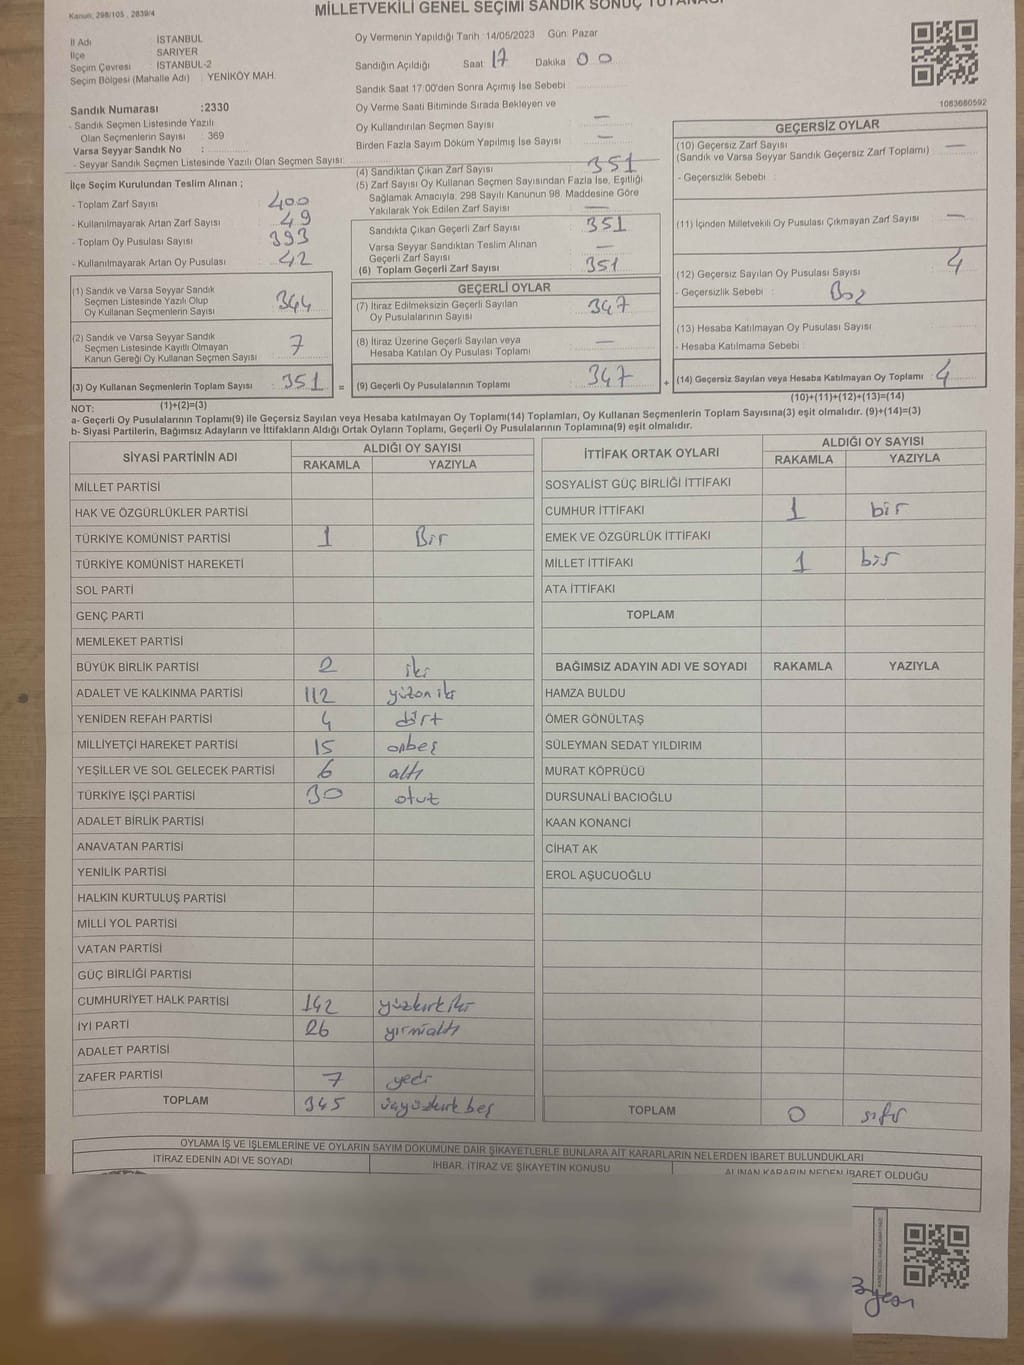 Kanun, 298/105 , 2839/4
MİLLETVEKİLİ GENEL SEÇİMİ SANDIK SONUÇ TUTANAĞI
İl Adı İSTANBUL
İlçe SARIYER
Seçim Çevresi İSTANBUL-2
Seçim Bölgesi (Mahalle Adı) : YENİKÖY MAH.
Oy Vermenin Yapıldığı Tarih :14/05/2023 Gün: Pazar
Sandığın Açıldığı Saat 17 Dakika 00
Sandık Saat 17:00'den Sonra Açımış İse Sebebi
Sandık Numarası :2330
- Sandık Seçmen Listesinde Yazılı
Olan Seçmenlerin Sayısı : 369
Varsa Seyyar Sandık No :
- Seyyar Sandık Seçmen Listesinde Yazılı Olan Seçmen Sayısı:
Oy Verme Saati Bitiminde Sırada Bekleyen ve
Oy Kullandırılan Seçmen Sayısı —
Birden Fazla Sayım Döküm Yapılmış İse Sayısı —
1083680592
İlçe Seçim Kurulundan Teslim Alınan ;
- Toplam Zarf Sayısı 400
- Kullanılmayarak Artan Zarf Sayısı 49
- Toplam Oy Pusulası Sayısı 393
- Kullanılmayarak Artan Oy Pusulası 42
(1) Sandık ve Varsa Seyyar Sandık
Seçmen Listesinde Yazılı Olup
Oy Kullanan Seçmenlerin Sayısı 344
(2) Sandık ve Varsa Seyyar Sandık
Seçmen Listesinde Kayıtlı Olmayan
Kanun Gereği Oy Kullanan Seçmen Sayısı 7
(3) Oy Kullanan Seçmenlerin Toplam Sayısı : 351 =
(1)+(2)=(3)
(4) Sandıktan Çıkan Zarf Sayısı 351
(5) Zarf Sayısı Oy Kullanan Seçmen Sayısından Fazla İse, Eşitliği
Sağlamak Amacıyla, 298 Sayılı Kanunun 98. Maddesine Göre
Yakılarak Yok Edilen Zarf Sayısı —
Sandıkta Çıkan Geçerli Zarf Sayısı 351
Varsa Seyyar Sandıktan Teslim Alınan
Geçerli Zarf Sayısı —
(6) Toplam Geçerli Zarf Sayısı 351
GEÇERLİ OYLAR
(7) İtiraz Edilmeksizin Geçerli Sayılan
Oy Pusulalarının Sayısı 347
(8) İtiraz Üzerine Geçerli Sayılan veya
Hesaba Katılan Oy Pusulası Toplamı —
(9) Geçerli Oy Pusulalarının Toplamı 347 +
GEÇERSİZ OYLAR
(10) Geçersiz Zarf Sayısı
(Sandık ve Varsa Seyyar Sandık Geçersiz Zarf Toplamı) —
- Geçersizlik Sebebi
(11) İçinden Milletvekili Oy Pusulası Çıkmayan Zarf Sayısı —
(12) Geçersiz Sayılan Oy Pusulası Sayısı 4
- Geçersizlik Sebebi : Boz
(13) Hesaba Katılmayan Oy Pusulası Sayısı
- Hesaba Katılmama Sebebi
(14) Geçersiz Sayılan veya Hesaba Katılmayan Oy Toplamı 4
(10)+(11)+(12)+(13)=(14)
NOT:
a- Geçerli Oy Pusulalarının Toplamı(9) ile Geçersiz Sayılan veya Hesaba katılmayan Oy Toplamı(14) Toplamları, Oy Kullanan Seçmenlerin Toplam Sayısına(3) eşit olmalıdır. (9)+(14)=(3)
b- Siyasi Partilerin, Bağımsız Adayların ve İttifakların Aldığı Ortak Oyların Toplamı, Geçerli Oy Pusulalarının Toplamına(9) eşit olmalıdır.
SİYASİ PARTİNİN ADI ALDIĞI OY SAYISI
RAKAMLA YAZIYLA
MİLLET PARTİSİ
HAK VE ÖZGÜRLÜKLER PARTİSİ
TÜRKİYE KOMÜNİST PARTİSİ 1 Bir
TÜRKİYE KOMÜNİST HAREKETİ
SOL PARTİ
GENÇ PARTİ
MEMLEKET PARTİSİ
BÜYÜK BİRLİK PARTİSİ 2 iki
ADALET VE KALKINMA PARTİSİ 112 yüzon iki
YENİDEN REFAH PARTİSİ 4 dört
MİLLİYETÇİ HAREKET PARTİSİ 15 onbeş
YEŞİLLER VE SOL GELECEK PARTİSİ 6 altı
TÜRKİYE İŞÇİ PARTİSİ 30 otuz
ADALET BİRLİK PARTİSİ
ANAVATAN PARTİSİ
YENİLİK PARTİSİ
HALKIN KURTULUŞ PARTİSİ
MİLLİ YOL PARTİSİ
VATAN PARTİSİ
GÜÇ BİRLİĞİ PARTİSİ
CUMHURİYET HALK PARTİSİ 142 yüzkırk iki
İYİ PARTİ 26 yirmialtı
ADALET PARTİSİ
ZAFER PARTİSİ 7 yedi
TOPLAM 345 üçyüzkırk beş
İTTİFAK ORTAK OYLARI ALDIĞI OY SAYISI
RAKAMLA YAZIYLA
SOSYALİST GÜÇ BİRLİĞİ İTTİFAKI
CUMHUR İTTİFAKI 1 bir
EMEK VE ÖZGÜRLÜK İTTİFAKI
MİLLET İTTİFAKI 1 bir
ATA İTTİFAKI
TOPLAM
BAĞIMSIZ ADAYIN ADI VE SOYADI RAKAMLA YAZIYLA
HAMZA BULDU
ÖMER GÖNÜLTAŞ
SÜLEYMAN SEDAT YILDIRIM
MURAT KÖPRÜCÜ
DURSUNALİ BACIOĞLU
KAAN KONANCİ
CİHAT AK
EROL AŞUCUOĞLU
TOPLAM 0 sıfır
OYLAMA İŞ VE İŞLEMLERİNE VE OYLARIN SAYIM DÖKÜMÜNE DAİR ŞİKAYETLERLE BUNLARA AİT KARARLARIN NELERDEN İBARET BULUNDUKLARI
İTİRAZ EDENİN ADI VE SOYADI İHBAR, İTİRAZ VE ŞİKAYETİN KONUSU ALINAN KARARIN NEDEN İBARET OLDUĞU